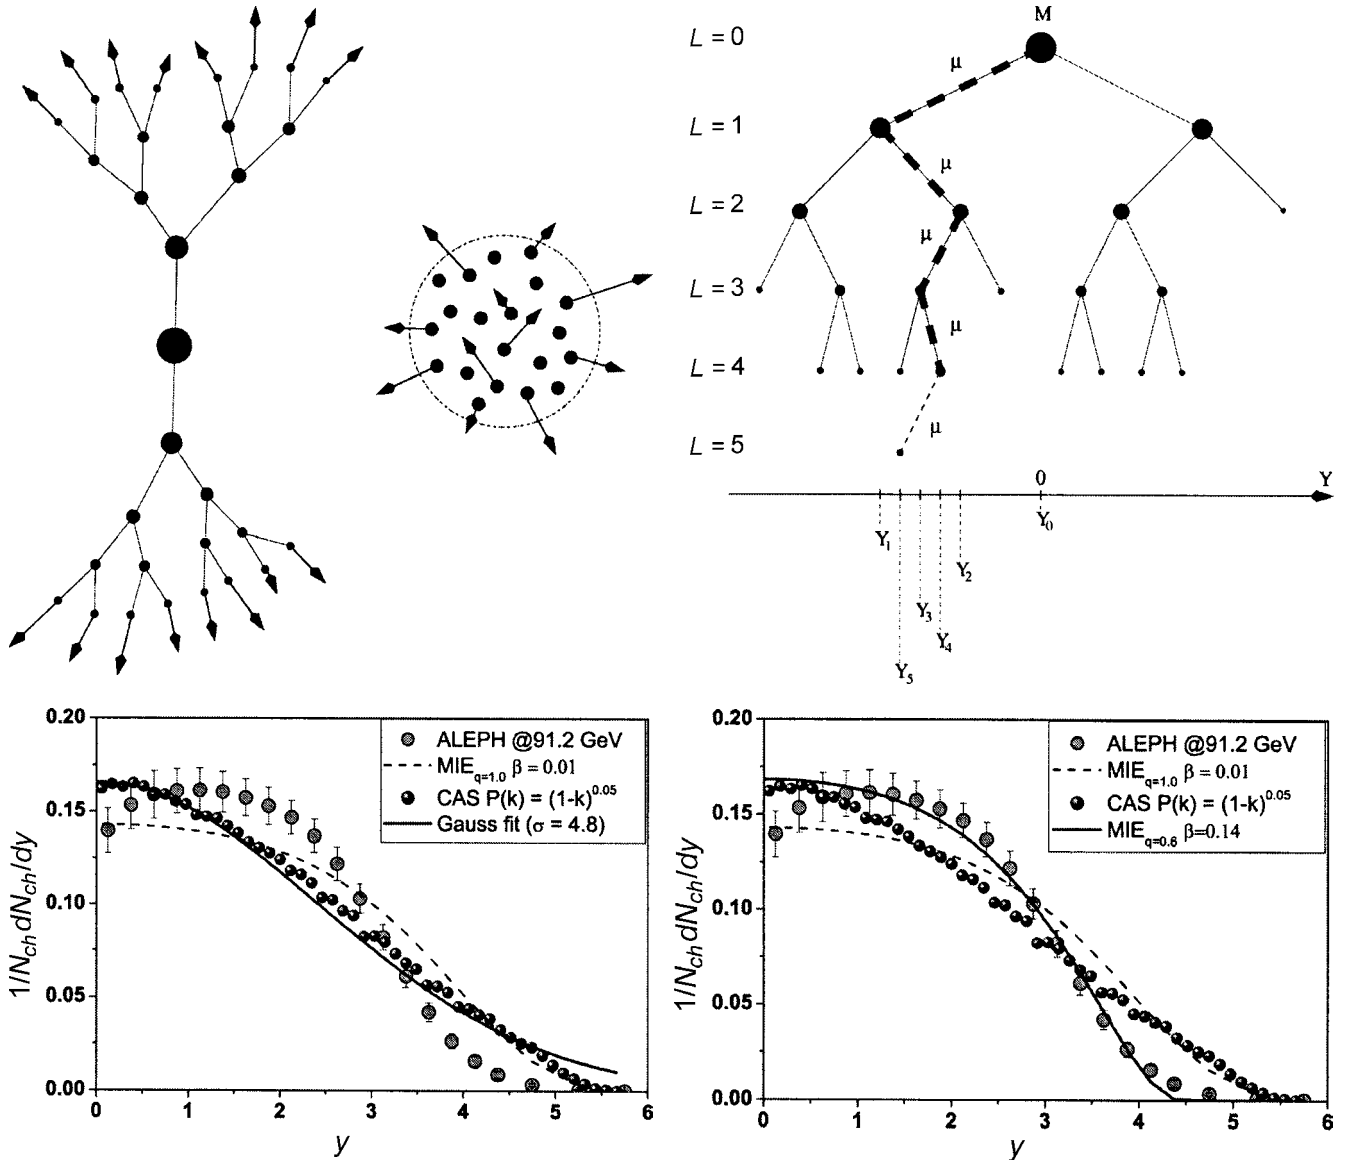 M
L = 0
μ
L = 1
μ
L = 2
μ
L = 3
μ
L = 4
μ
L = 5
0
Y
Y0
Y1
Y2
Y3
Y4
Y5
0.20
0.15
0.10
0.05
0.00
1/Nch dNch/dy
ALEPH @91.2 GeV
MIEq=1.0 β = 0.01
CAS P(k) = (1-k)^0.05
Gauss fit (σ = 4.8)
0 1 2 3 4 5 6
y
0.20
0.15
0.10
0.05
0.00
1/Nch dNch/dy
ALEPH @91.2 GeV
MIEq=1.0 β = 0.01
CAS P(k) = (1-k)^0.05
MIEq=0.6 β=0.14
0 1 2 3 4 5 6
y